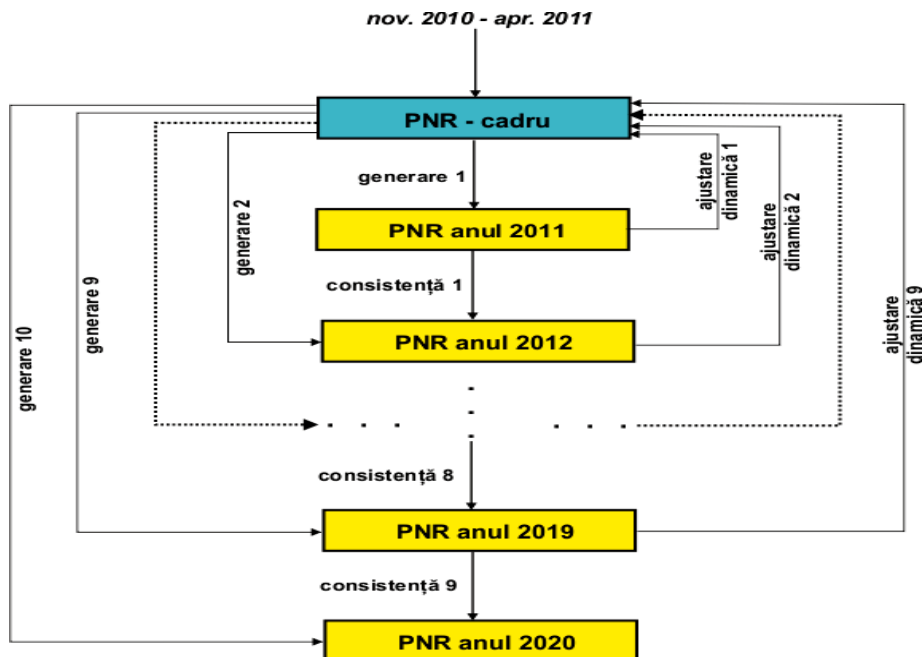 nov. 2010 - apr. 2011
PNR - cadru
generare 1
ajustare
dinamică 1
generare 2
PNR anul 2011
ajustare
dinamică 2
consistență 1
generare 9
ajustare
dinamică 9
PNR anul 2012
generare 10
consistență 8
PNR anul 2019
consistență 9
PNR anul 2020